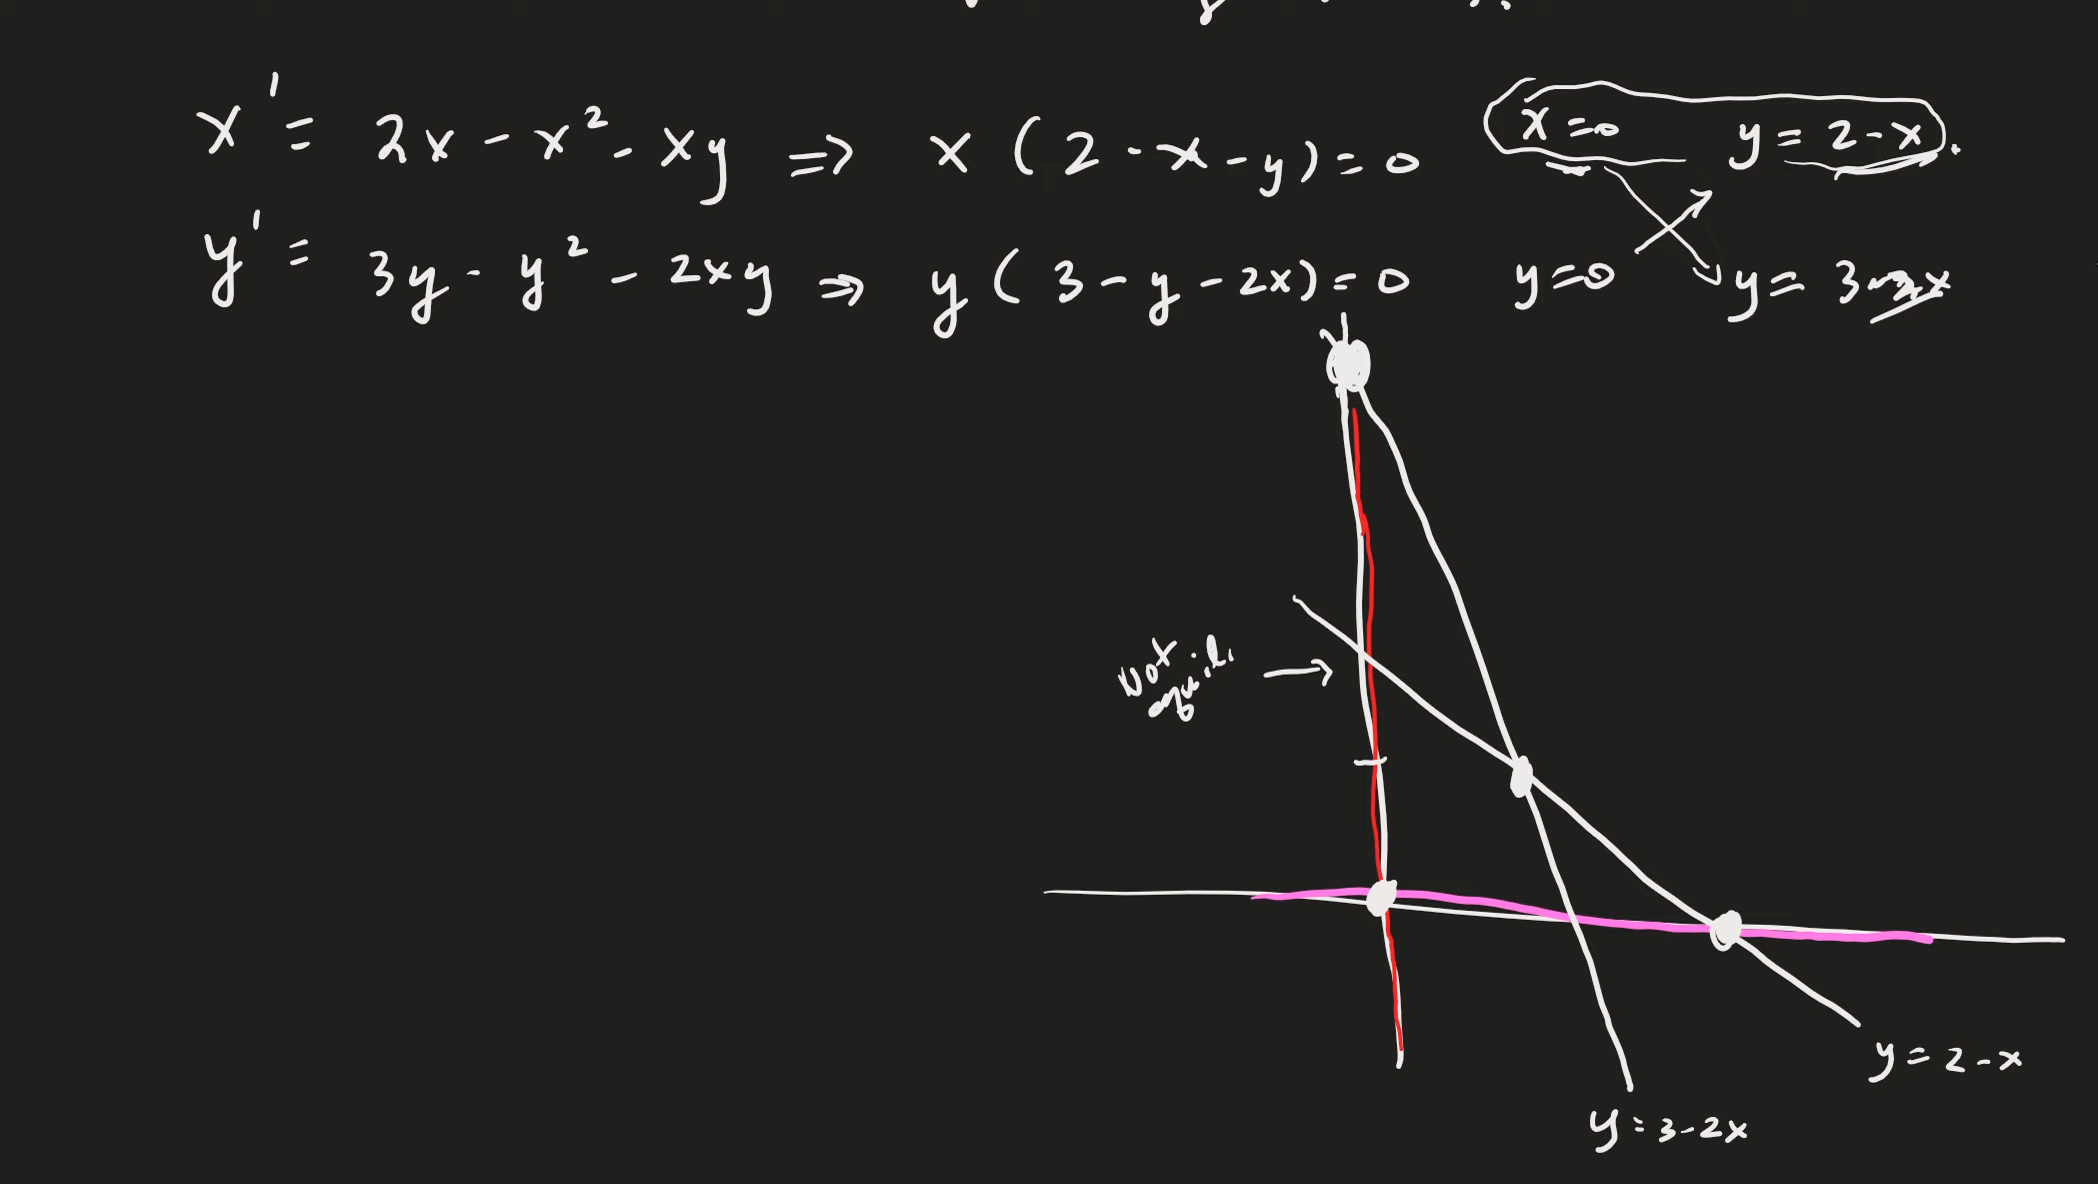 x' = 2x - x² - xy ⇒ x (2 - x - y) = 0 x = 0 y = 2 - x.
y' = 3y - y² - 2xy ⇒ y (3 - y - 2x) = 0 y = 0 y = 3 - 2x
Not
equil.
y = 2 - x
y = 3 - 2x